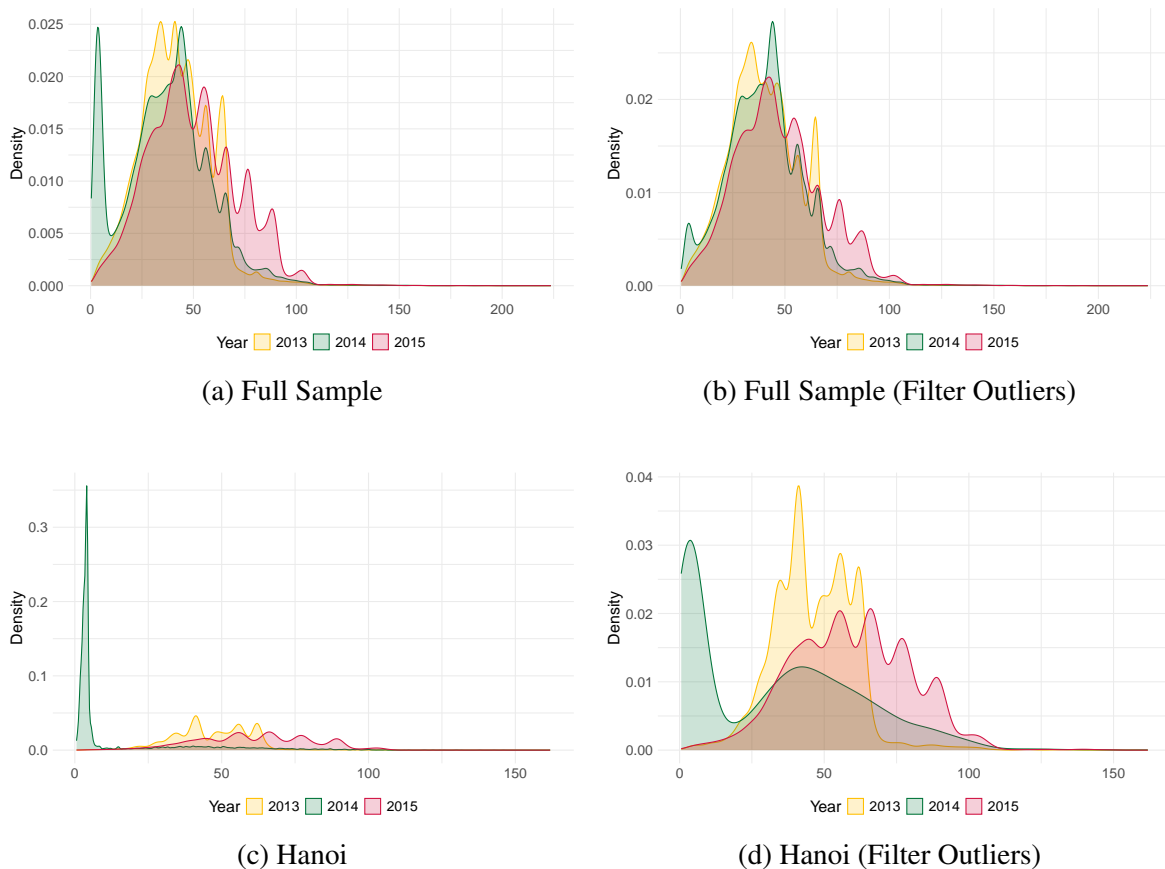 0.025
0.020
0.015
0.010
0.005
0.000
Density
0 50 100 150 200
Year 2013 2014 2015
(a) Full Sample
0.02
0.01
0.00
Density
0 50 100 150 200
Year 2013 2014 2015
(b) Full Sample (Filter Outliers)
0.3
0.2
0.1
0.0
Density
0 50 100 150
Year 2013 2014 2015
(c) Hanoi
0.04
0.03
0.02
0.01
0.00
Density
0 50 100 150
Year 2013 2014 2015
(d) Hanoi (Filter Outliers)